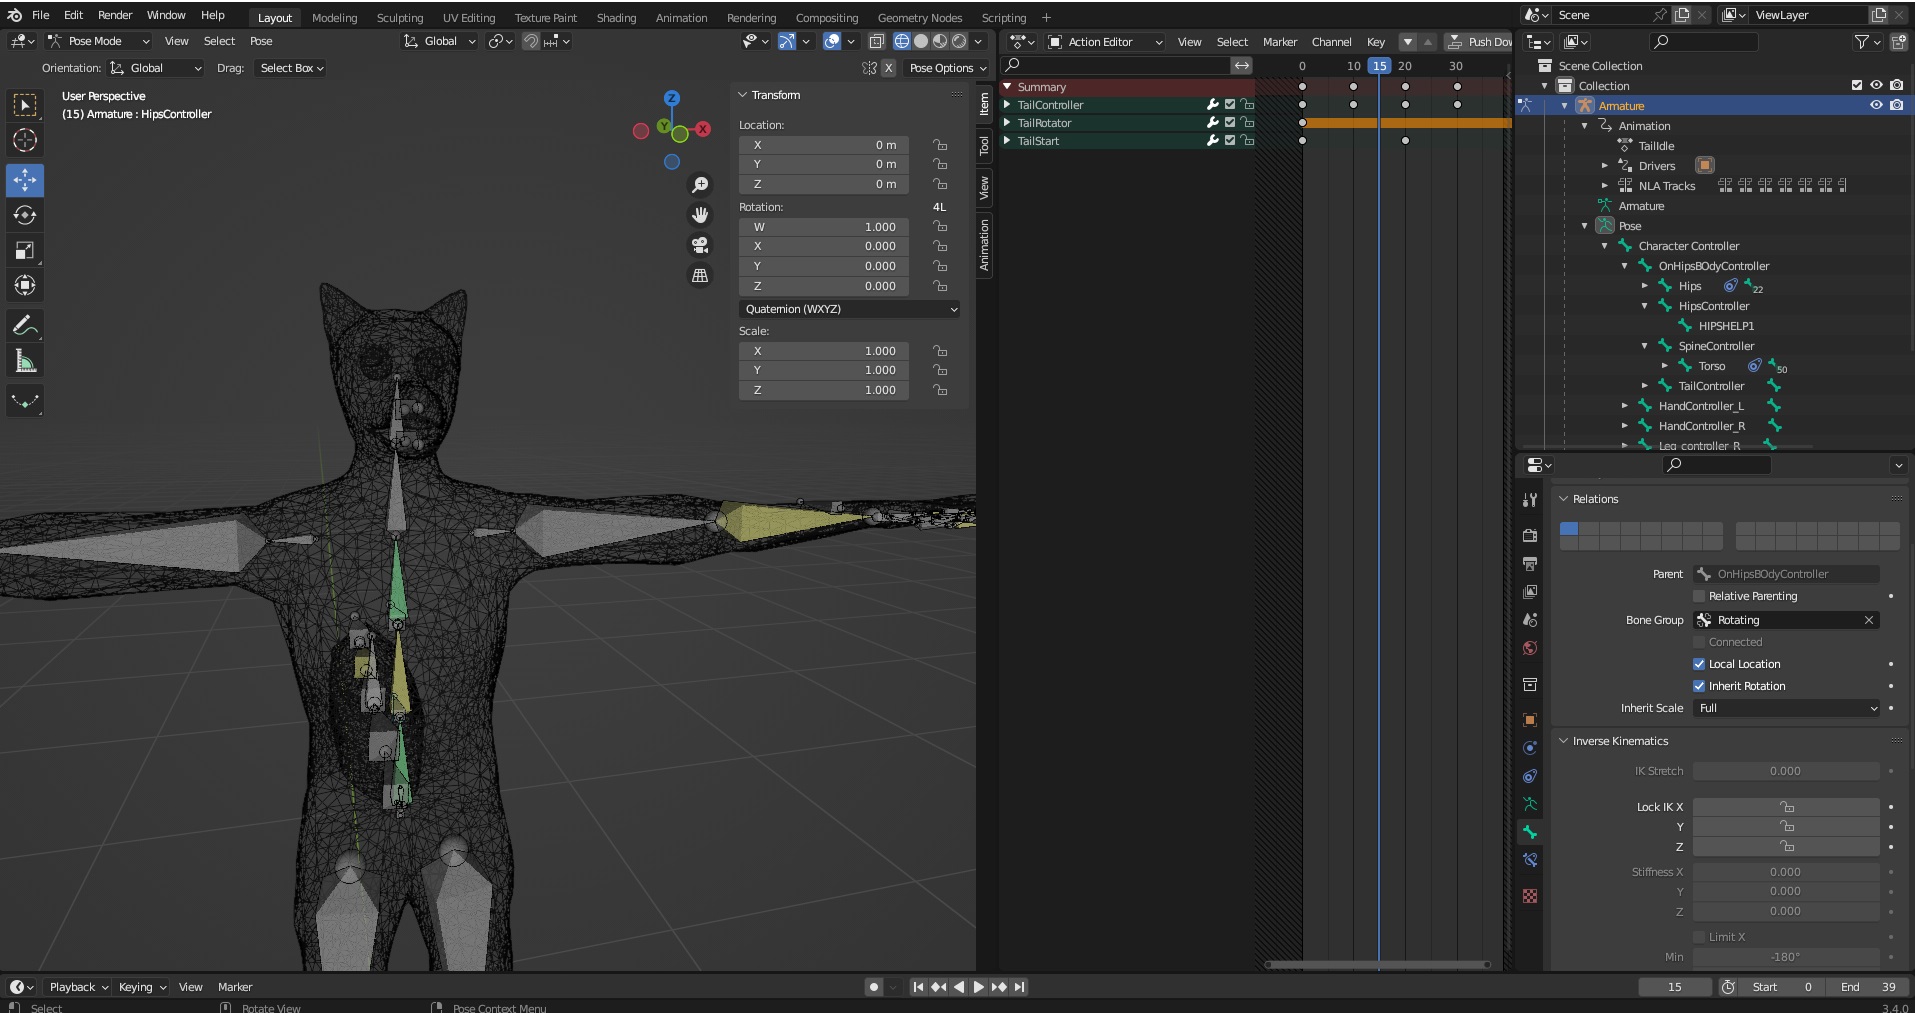 File Edit Render Window Help Layout Modeling Sculpting UV Editing Texture Paint Shading Animation Rendering Compositing Geometry Nodes Scripting + Scene ViewLayer
Pose Mode View Select Pose Global
Orientation: Global Drag: Select Box X Pose Options
User Perspective
(15) Armature : HipsController
Z
Y
X
Transform
Location:
X 0 m
Y 0 m
Z 0 m
Rotation: 4L
W 1.000
X 0.000
Y 0.000
Z 0.000
Quaternion (WXYZ)
Scale:
X 1.000
Y 1.000
Z 1.000
Item
Tool
View
Animation
Action Editor View Select Marker Channel Key Push Dow
0 10 15 20 30
Summary
TailController
TailRotator
TailStart
Scene Collection
Collection
Armature
Animation
TailIdle
Drivers
NLA Tracks
Armature
Pose
Character Controller
OnHipsBOdyController
Hips 22
HipsController
HIPSHELP1
SpineController
Torso 50
TailController
HandController_L
HandController_R
Leg_controller_R
Relations
Parent OnHipsBOdyController
Relative Parenting
Bone Group Rotating
Connected
Local Location
Inherit Rotation
Inherit Scale Full
Inverse Kinematics
IK Stretch 0.000
Lock IK X
Y
Z
Stiffness X 0.000
Y 0.000
Z 0.000
Limit X
Min -180°
Playback Keying View Marker 15 Start 0 End 39
Select Rotate View Pose Context Menu 3.4.0